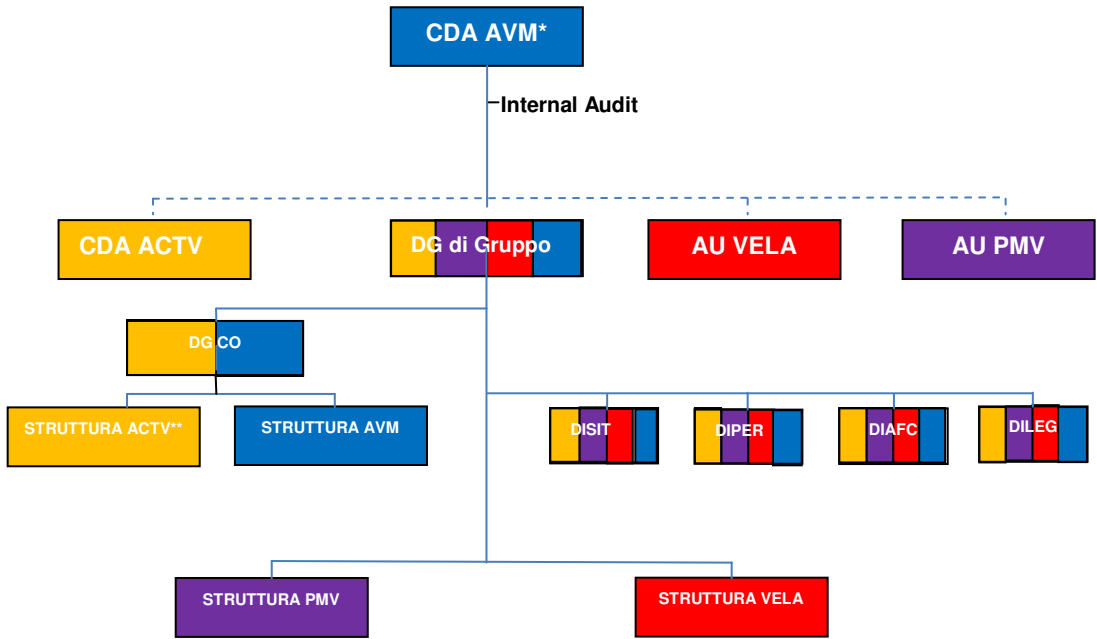 CDA AVM*
Internal Audit
CDA ACTV
DG di Gruppo
AU VELA
AU PMV
DG.CO
STRUTTURA ACTV**
STRUTTURA AVM
DISIT
DIPER
DIAFC
DILEG
STRUTTURA PMV
STRUTTURA VELA